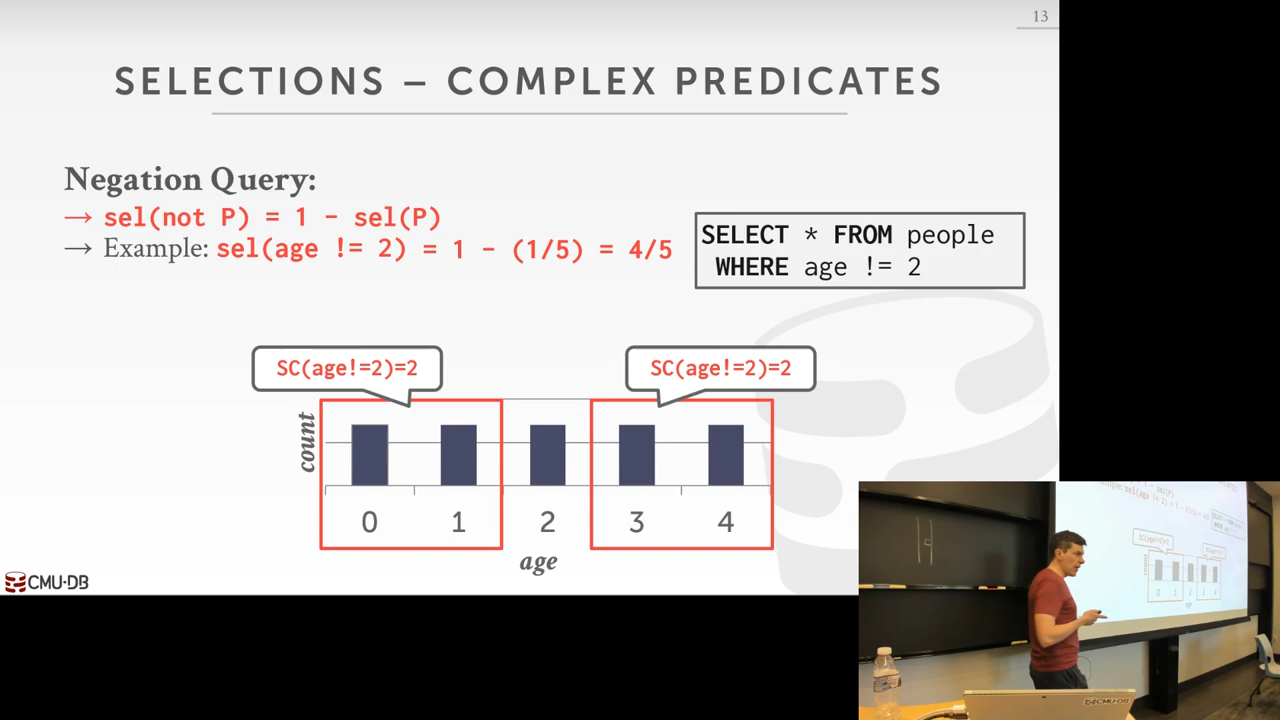 13
SELECTIONS – COMPLEX PREDICATES
Negation Query:
→ sel(not P) = 1 - sel(P)
→ Example: sel(age != 2) = 1 - (1/5) = 4/5
SELECT * FROM people
WHERE age != 2
SC(age!=2)=2
SC(age!=2)=2
count
0 1 2 3 4
age
CMU·DB
CMU·DB